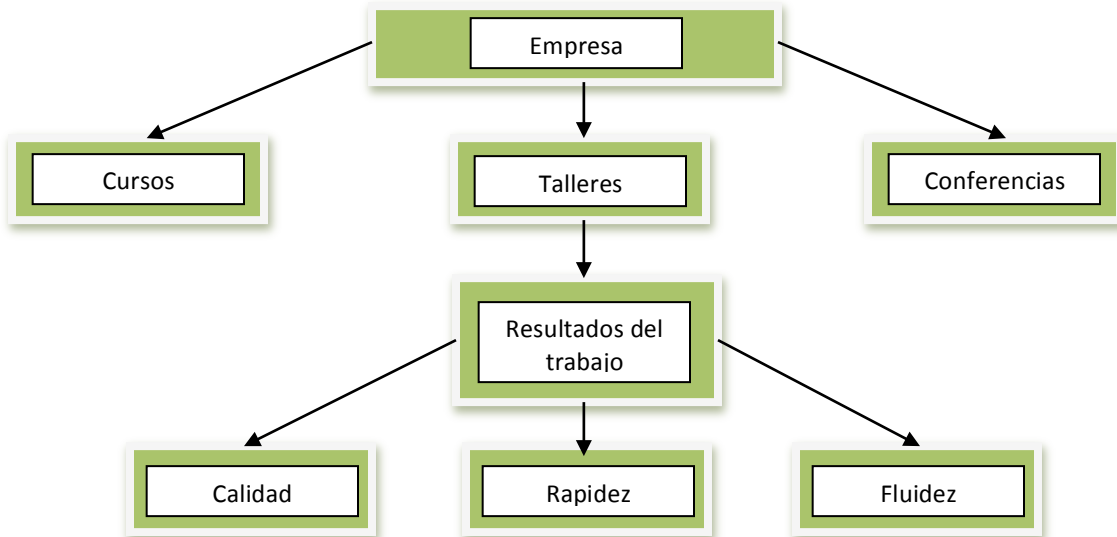 Empresa
Cursos
Talleres
Conferencias
Resultados del
trabajo
Calidad
Rapidez
Fluidez